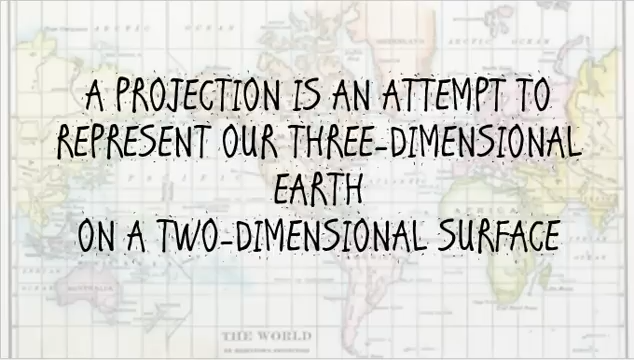 A PROJECTION IS AN ATTEMPT TO
REPRESENT OUR THREE-DIMENSIONAL
EARTH
ON A TWO-DIMENSIONAL SURFACE
THE WORLD